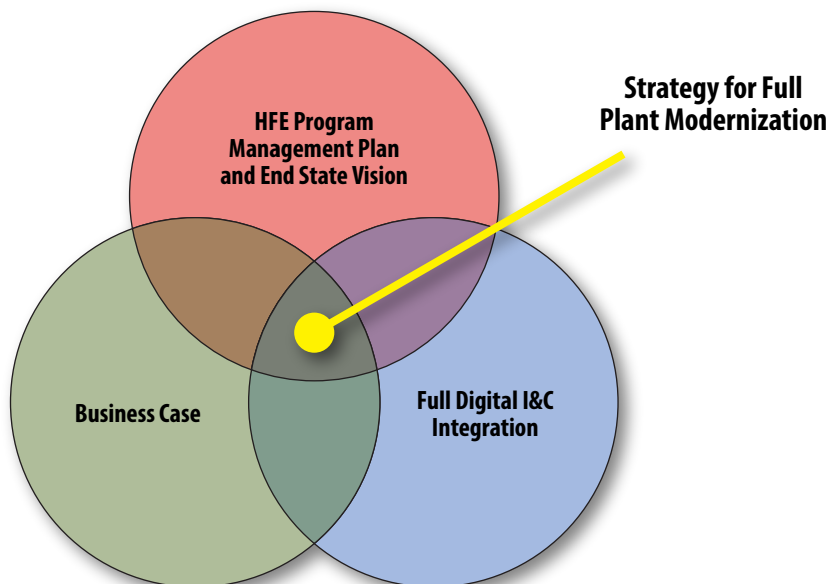 HFE Program
Management Plan
and End State Vision
Strategy for Full
Plant Modernization
Business Case
Full Digital I&C
Integration